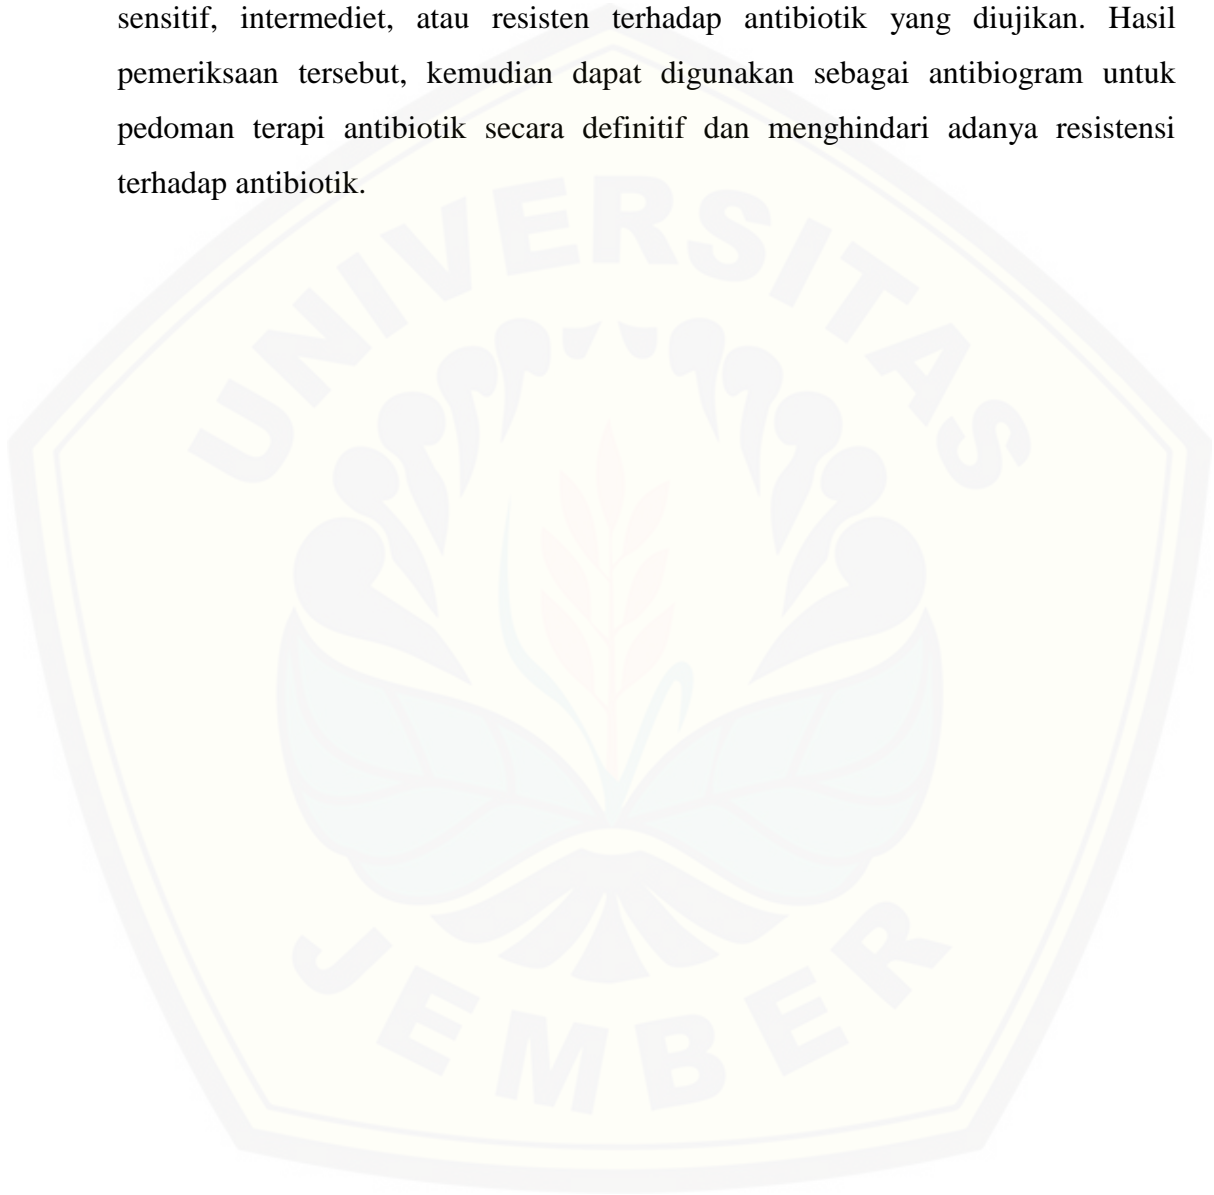 sensitif, intermediet, atau resisten terhadap antibiotik yang diujikan. Hasil
pemeriksaan tersebut, kemudian dapat digunakan sebagai antibiogram untuk
pedoman terapi antibiotik secara definitif dan menghindari adanya resistensi
terhadap antibiotik.
UNIVERSITAS
JEMBER